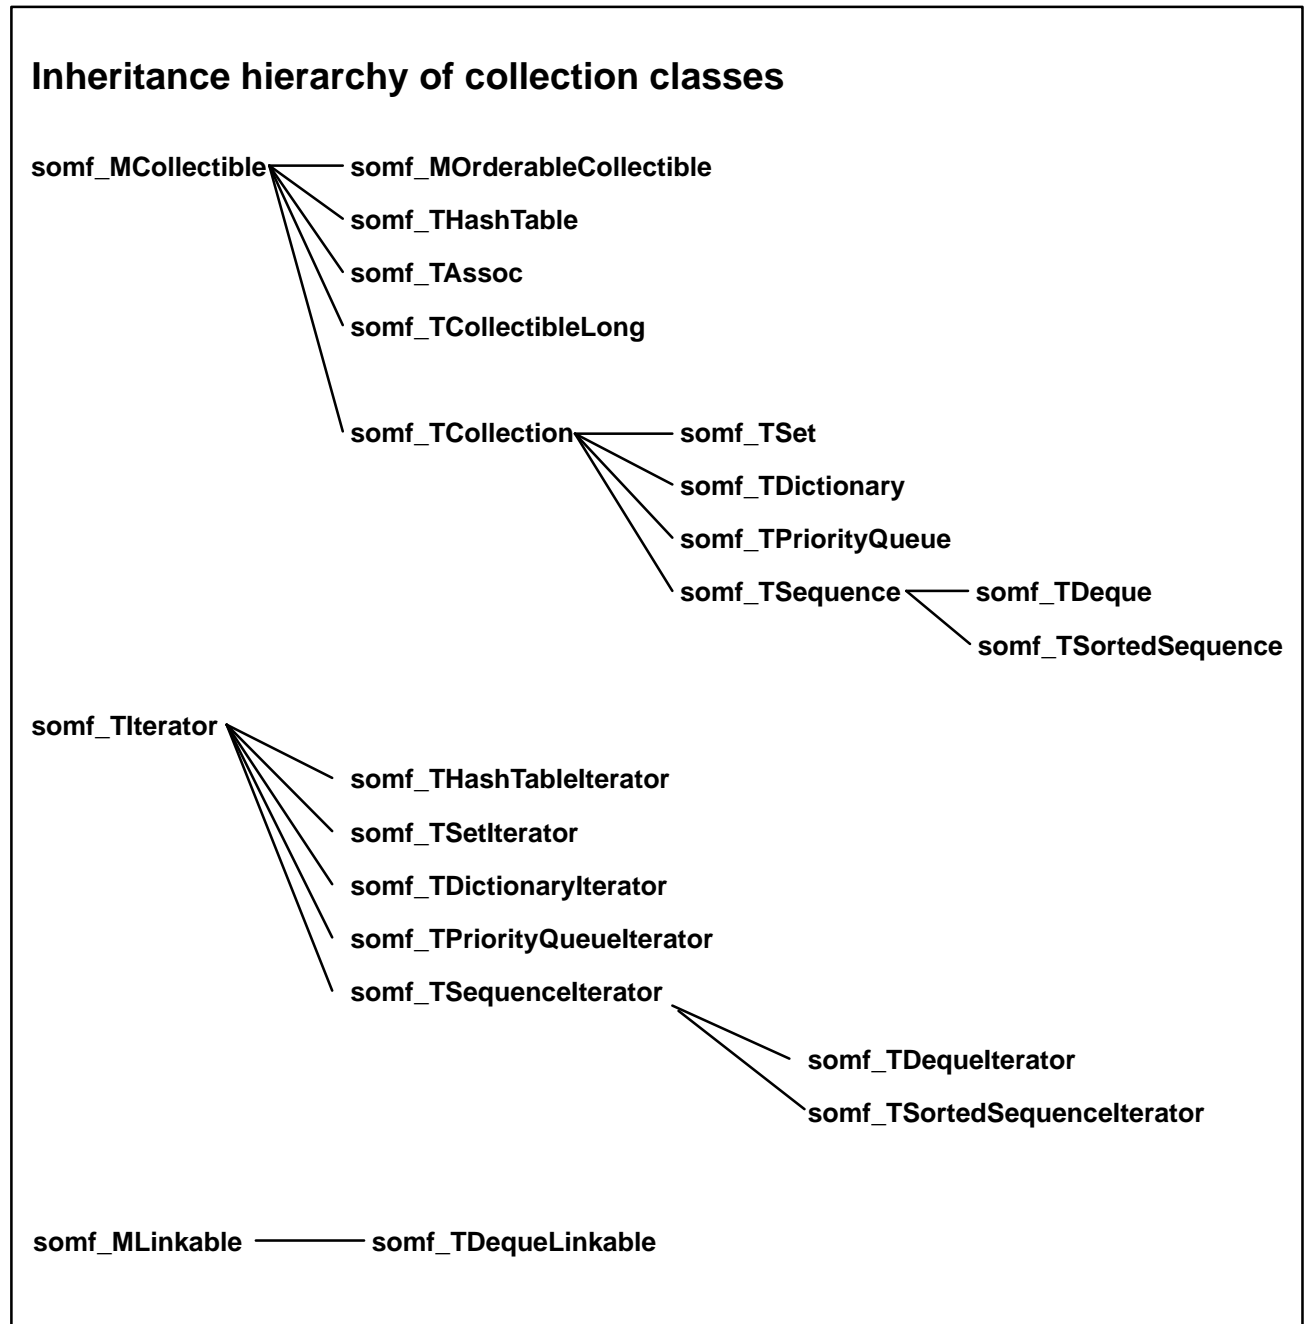 Inheritance hierarchy of collection classes
somf_MCollectible somf_MOrderableCollectible
somf_THashTable
somf_TAssoc
somf_TCollectibleLong
somf_TCollection somf_TSet
somf_TDictionary
somf_TPriorityQueue
somf_TSequence somf_TDeque
somf_TSortedSequence
somf_TIterator
somf_THashTableIterator
somf_TSetIterator
somf_TDictionaryIterator
somf_TPriorityQueueIterator
somf_TSequenceIterator
somf_TDequeIterator
somf_TSortedSequenceIterator
somf_MLinkable somf_TDequeLinkable